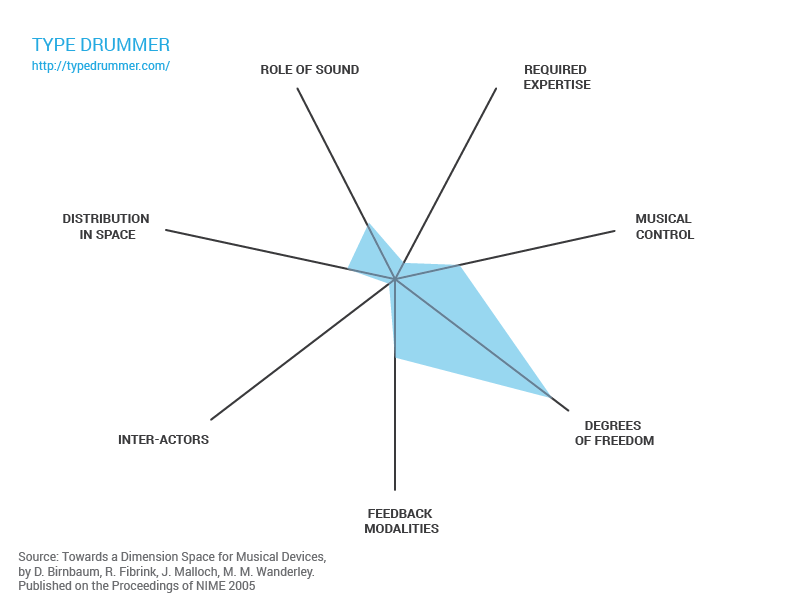 TYPE DRUMMER
http://typedrummer.com/
ROLE OF SOUND
REQUIRED
EXPERTISE
DISTRIBUTION
IN SPACE
MUSICAL
CONTROL
INTER-ACTORS
DEGREES
OF FREEDOM
FEEDBACK
MODALITIES
Source: Towards a Dimension Space for Musical Devices,
by D. Birnbaum, R. Fibrink, J. Malloch, M. M. Wanderley.
Published on the Proceedings of NIME 2005